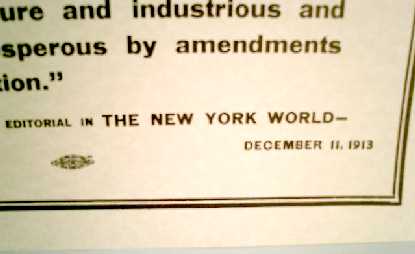 ure and industrious and
sperous by amendments
tion."
EDITORIAL IN THE NEW YORK WORLD—
DECEMBER 11, 1913